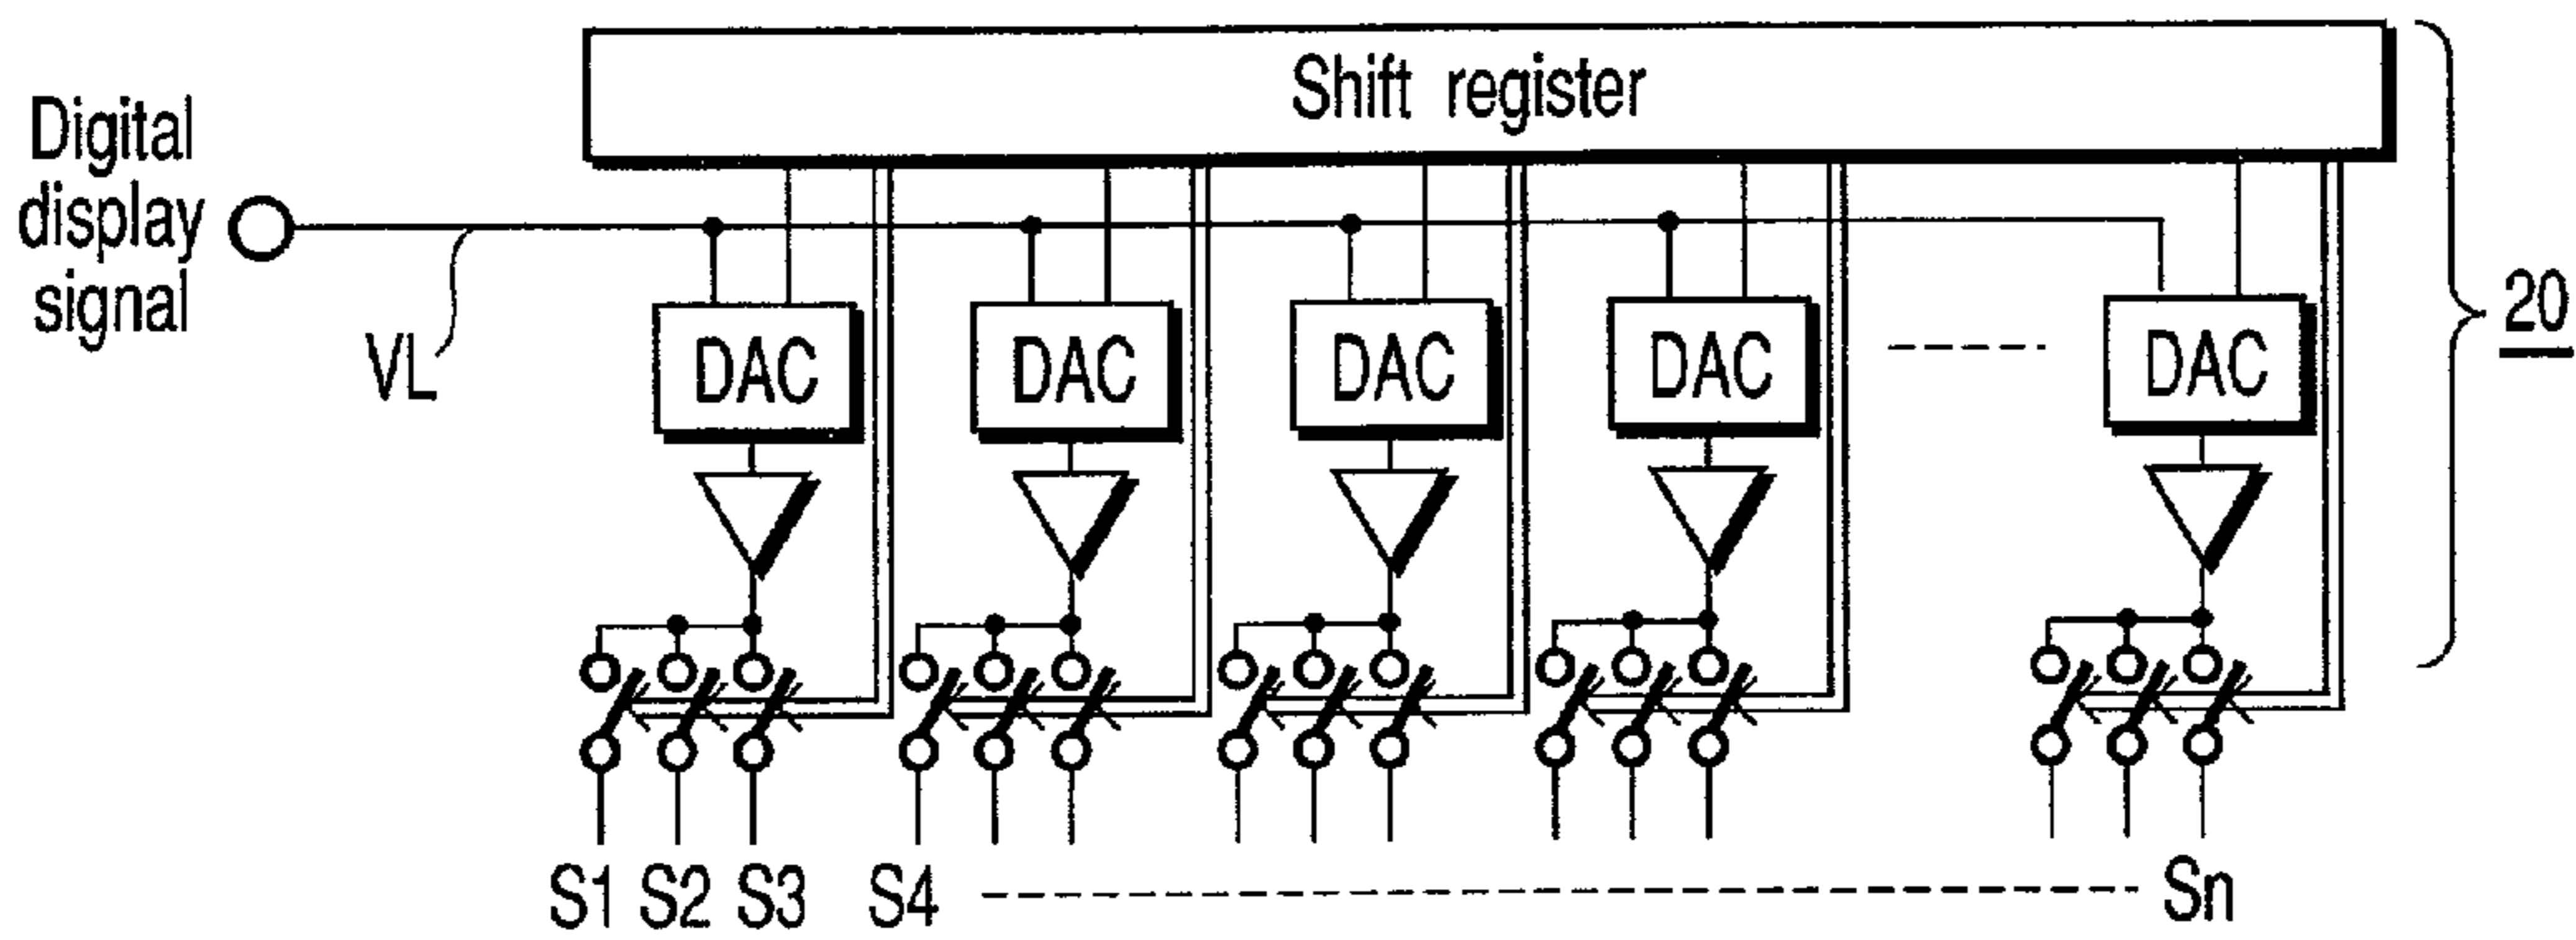 Shift register
Digital
display
signal
VL
DAC DAC DAC DAC DAC
20
S1 S2 S3 S4 Sn